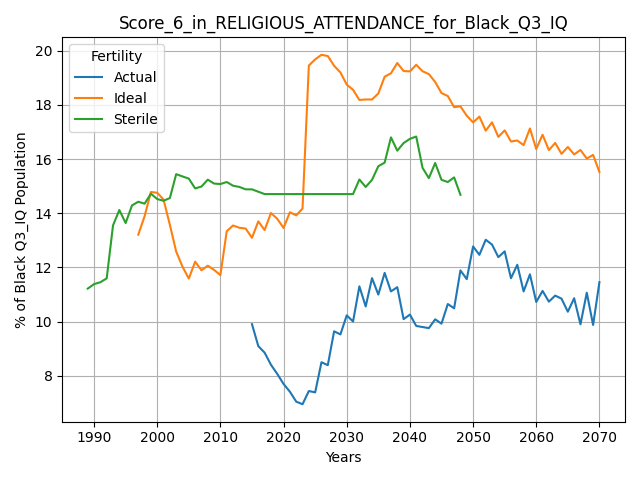 Score_6_in_RELIGIOUS_ATTENDANCE_for_Black_Q3_IQ
Fertility
Actual
Ideal
Sterile
% of Black Q3_IQ Population
20
18
16
14
12
10
8
1990
2000
2010
2020
2030
2040
2050
2060
2070
Years